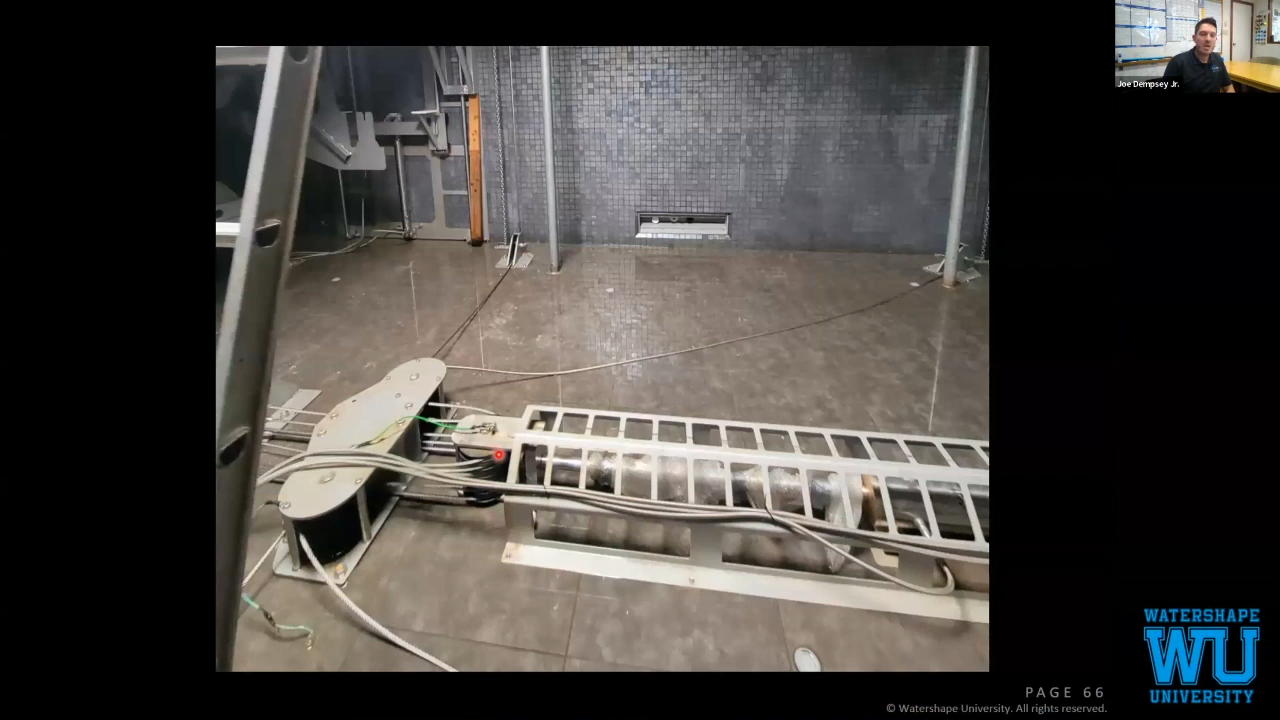 Joe Dempsey Jr.
WATERSHAPE
WU
UNIVERSITY
PAGE 66
© Watershape University. All rights reserved.